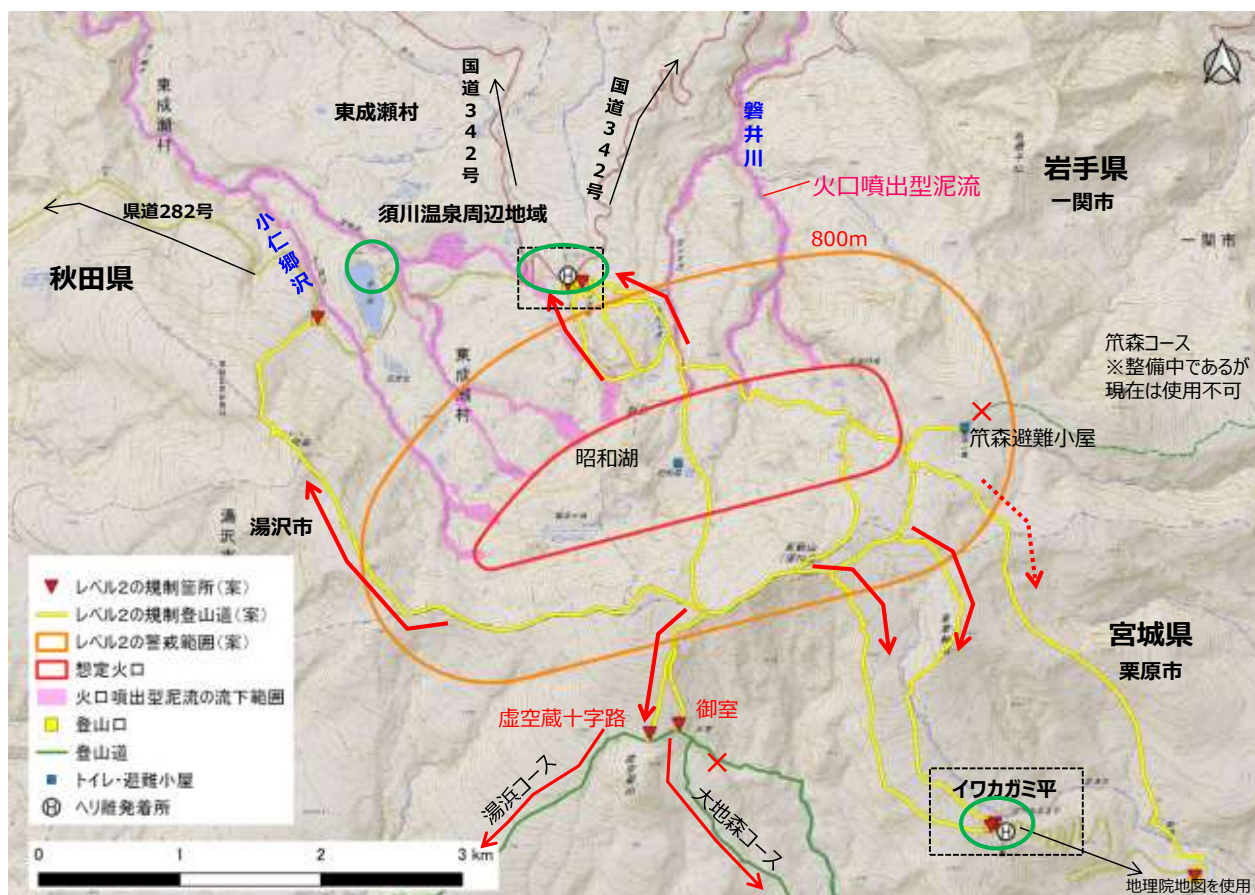 国道342号
国道342号
東成瀬村
東成瀬村
磐井川
岩手県
一関市
火口噴出型泥流
県道282号
須川温泉周辺地域
小仁郷沢
800m
一関市
秋田県
東成瀬村
笊森コース
※整備中であるが
現在は使用不可
笊森避難小屋
昭和湖
湯沢市
湯沢市
宮城県
栗原市
レベル2の規制箇所(案)
レベル2の規制登山道(案)
レベル2の警戒範囲(案)
想定火口
火口噴出型泥流の流下範囲
登山口
登山道
トイレ・避難小屋
Ⓗ ヘリ離発着所
虚空蔵十字路
御室
湯浜コース
大地森コース
イワカガミ平
0 1 2 3 km
地理院地図を使用